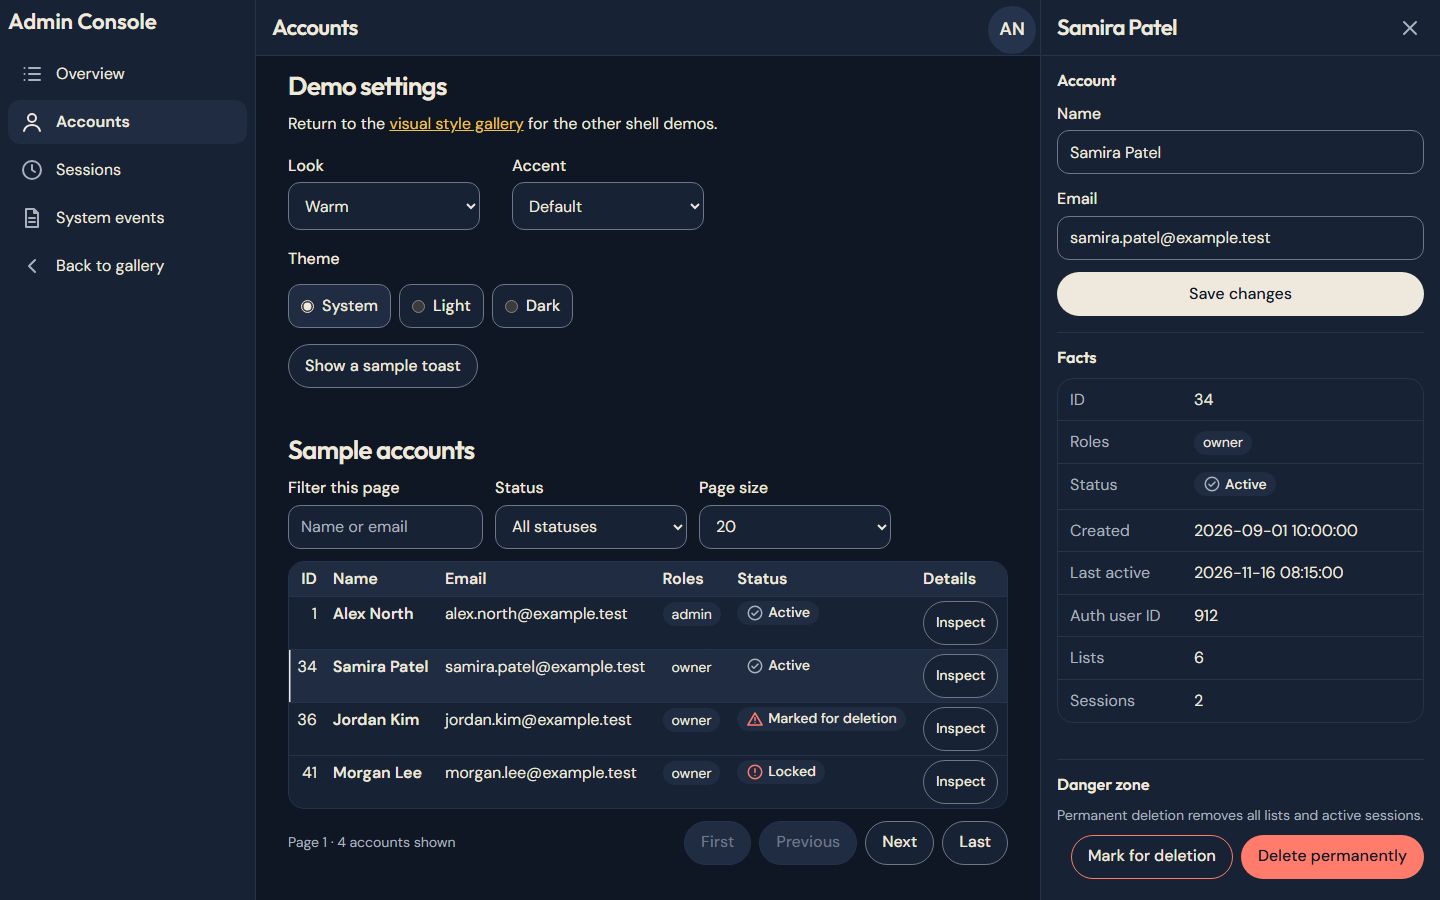 Admin Console
Overview
Accounts
Sessions
System events
Back to gallery
Accounts
AN
Demo settings
Return to the visual style gallery for the other shell demos.
Look Accent
Warm Default
Theme
System Light Dark
Show a sample toast
Sample accounts
Filter this page Status Page size
Name or email All statuses 20
ID Name Email Roles Status Details
1 Alex North alex.north@example.test admin Active Inspect
34 Samira Patel samira.patel@example.test owner Active Inspect
36 Jordan Kim jordan.kim@example.test owner Marked for deletion Inspect
41 Morgan Lee morgan.lee@example.test owner Locked Inspect
Page 1 · 4 accounts shown First Previous Next Last
Samira Patel
Account
Name
Samira Patel
Email
samira.patel@example.test
Save changes
Facts
ID 34
Roles owner
Status Active
Created 2026-09-01 10:00:00
Last active 2026-11-16 08:15:00
Auth user ID 912
Lists 6
Sessions 2
Danger zone
Permanent deletion removes all lists and active sessions.
Mark for deletion Delete permanently